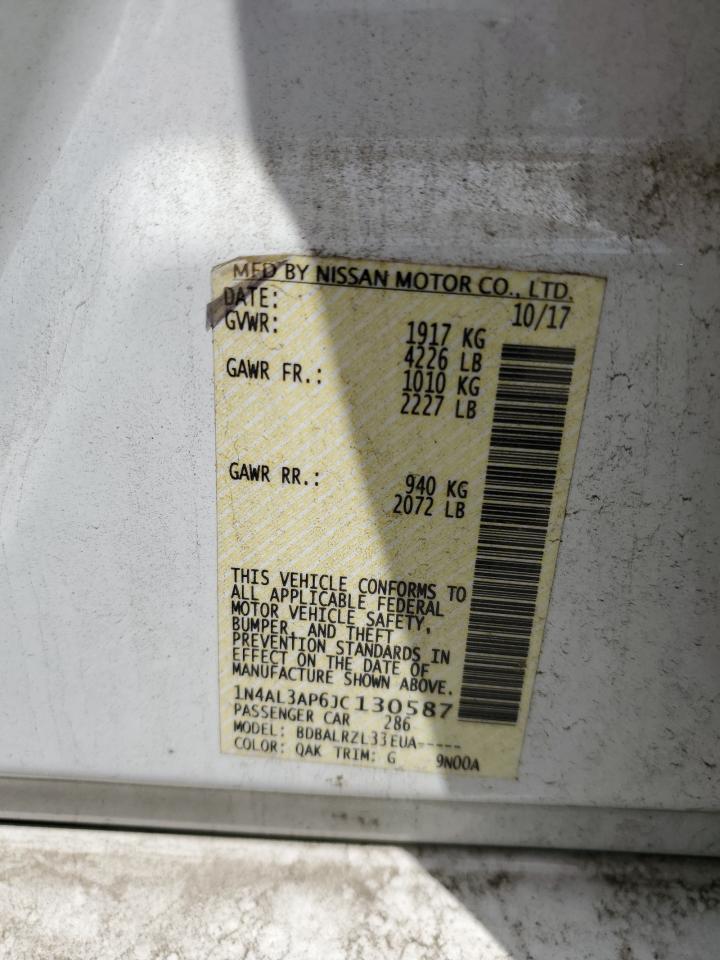 MFD BY NISSAN MOTOR CO., LTD.
DATE: 10/17
GVWR: 1917 KG
4226 LB
GAWR FR.: 1010 KG
2227 LB
GAWR RR.: 940 KG
2072 LB
THIS VEHICLE CONFORMS TO
ALL APPLICABLE FEDERAL
MOTOR VEHICLE SAFETY,
BUMPER, AND THEFT
PREVENTION STANDARDS IN
EFFECT ON THE DATE OF
MANUFACTURE SHOWN ABOVE.
1N4AL3AP6JC130587
PASSENGER CAR 286
MODEL: BDBALRZL33EUA-----
COLOR: QAK TRIM: G 9N00A